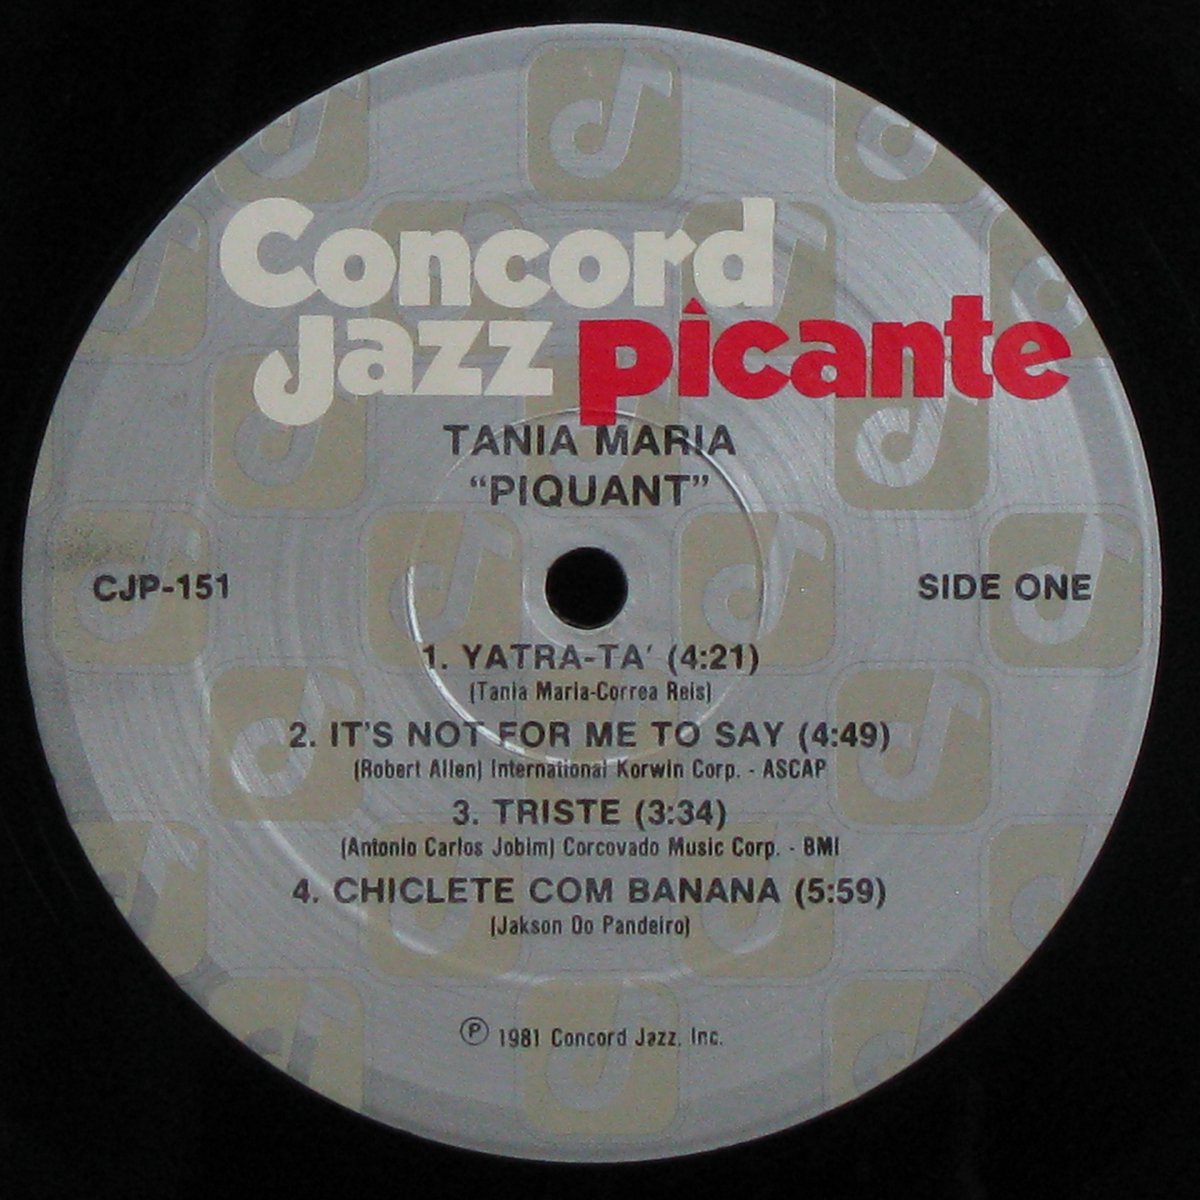 Concord
Jazz picante
TANIA MARIA
“PIQUANT”
CJP-151
SIDE ONE
1. YATRA-TA' (4:21)
(Tania Maria-Correa Reis)
2. IT'S NOT FOR ME TO SAY (4:49)
(Robert Allen) International Korwin Corp. - ASCAP
3. TRISTE (3:34)
(Antonio Carlos Jobim) Corcovado Music Corp. - BMI
4. CHICLETE COM BANANA (5:59)
(Jakson Do Pandeiro)
Ⓟ 1981 Concord Jazz, Inc.